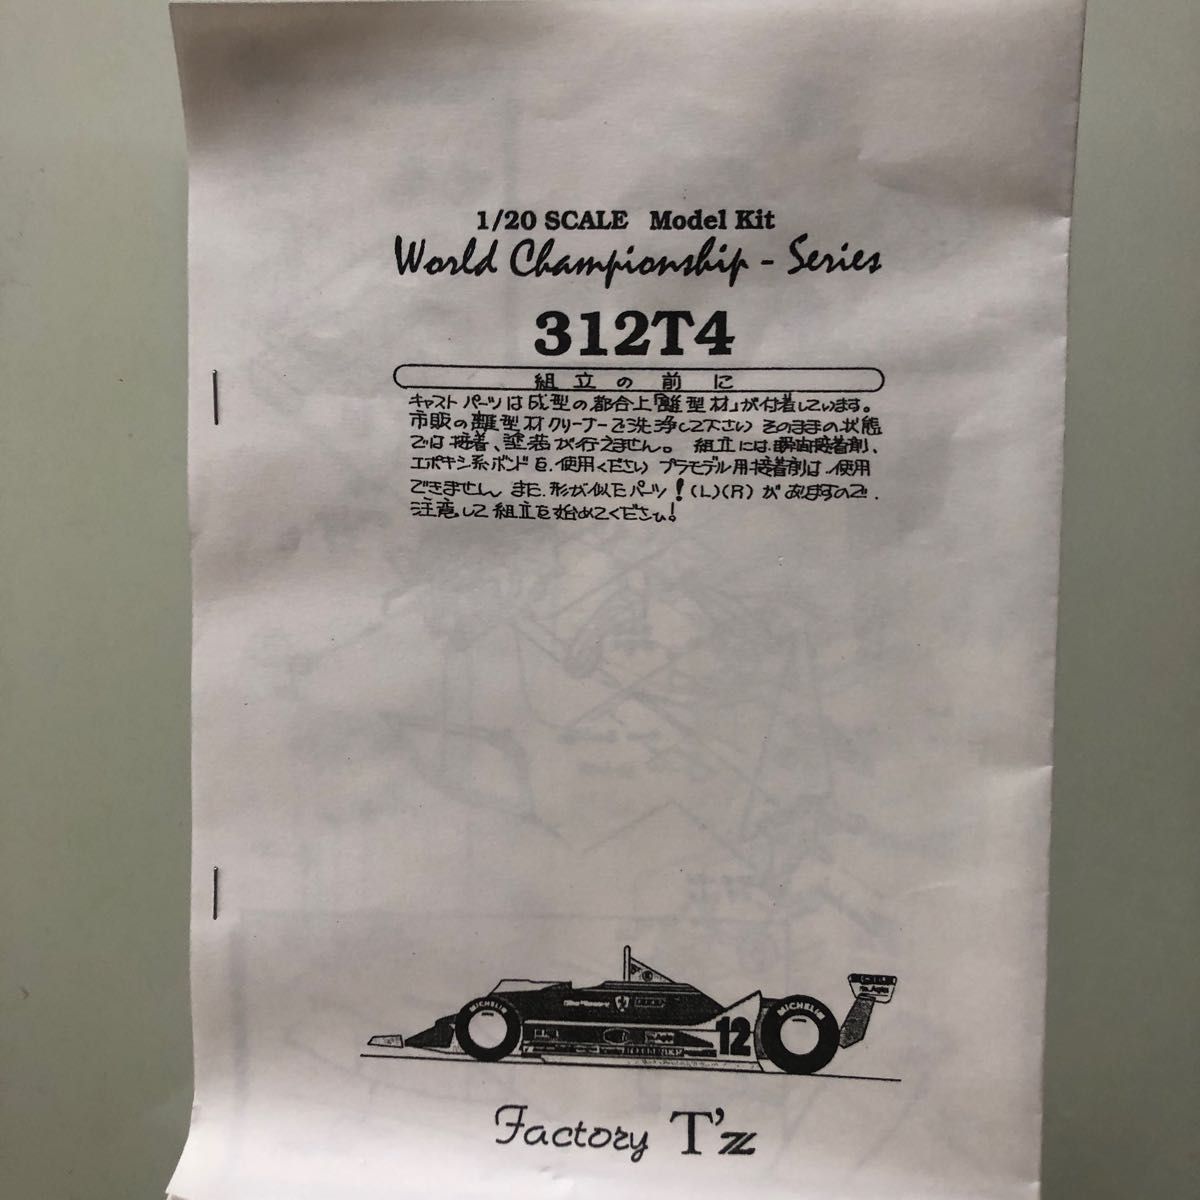 1/20 SCALE Model Kit
World Championship - Series
312T4
組立の前に
キャストパーツは成型の都合上「離型材」が付着しています。
市販の離型材クリーナーで洗浄して下さい そのままの状態
では接着、塗装が行えません。 組立には瞬間接着剤、
エポキシ系ボンドを使用ください プラモデル用接着剤は使用
できません また形が似たパーツ!(L)(R)がありますので、
注意して組立を始めてください!
MICHELIN
12
MICHELIN
Factory T'z